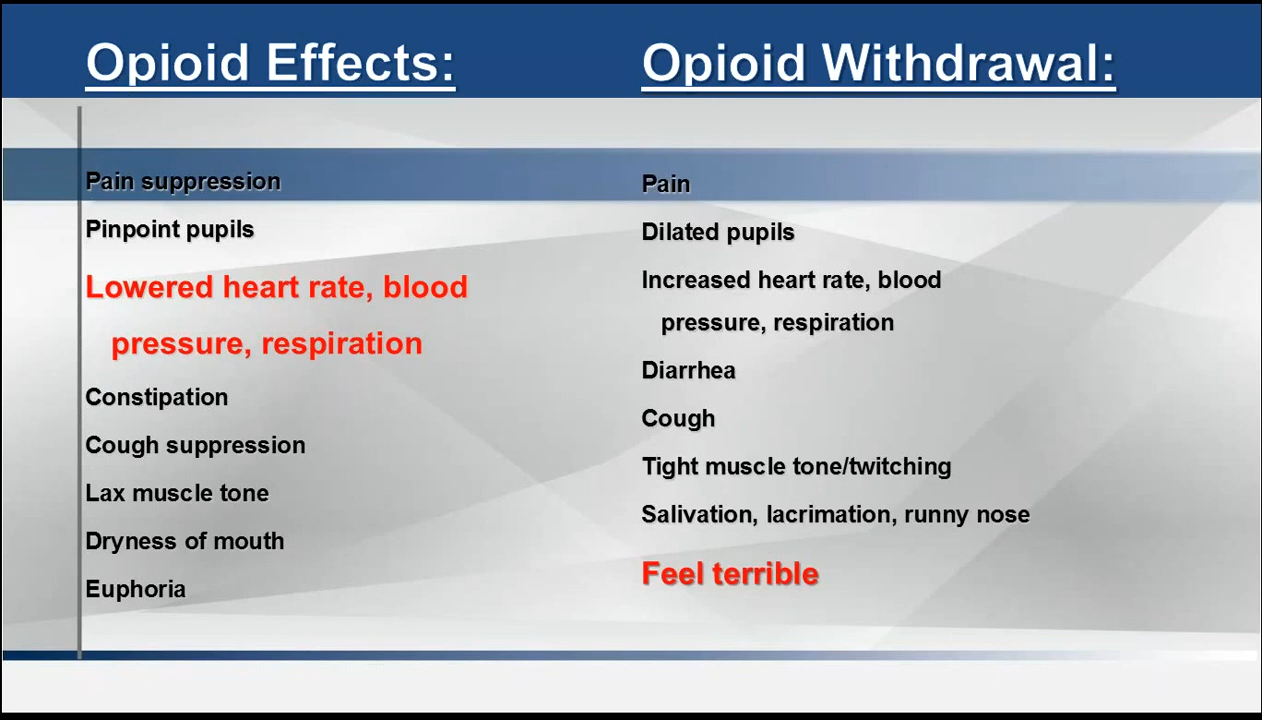 Opioid Effects:
Pain suppression
Pinpoint pupils
Lowered heart rate, blood
pressure, respiration
Constipation
Cough suppression
Lax muscle tone
Dryness of mouth
Euphoria
Opioid Withdrawal:
Pain
Dilated pupils
Increased heart rate, blood
pressure, respiration
Diarrhea
Cough
Tight muscle tone/twitching
Salivation, lacrimation, runny nose
Feel terrible